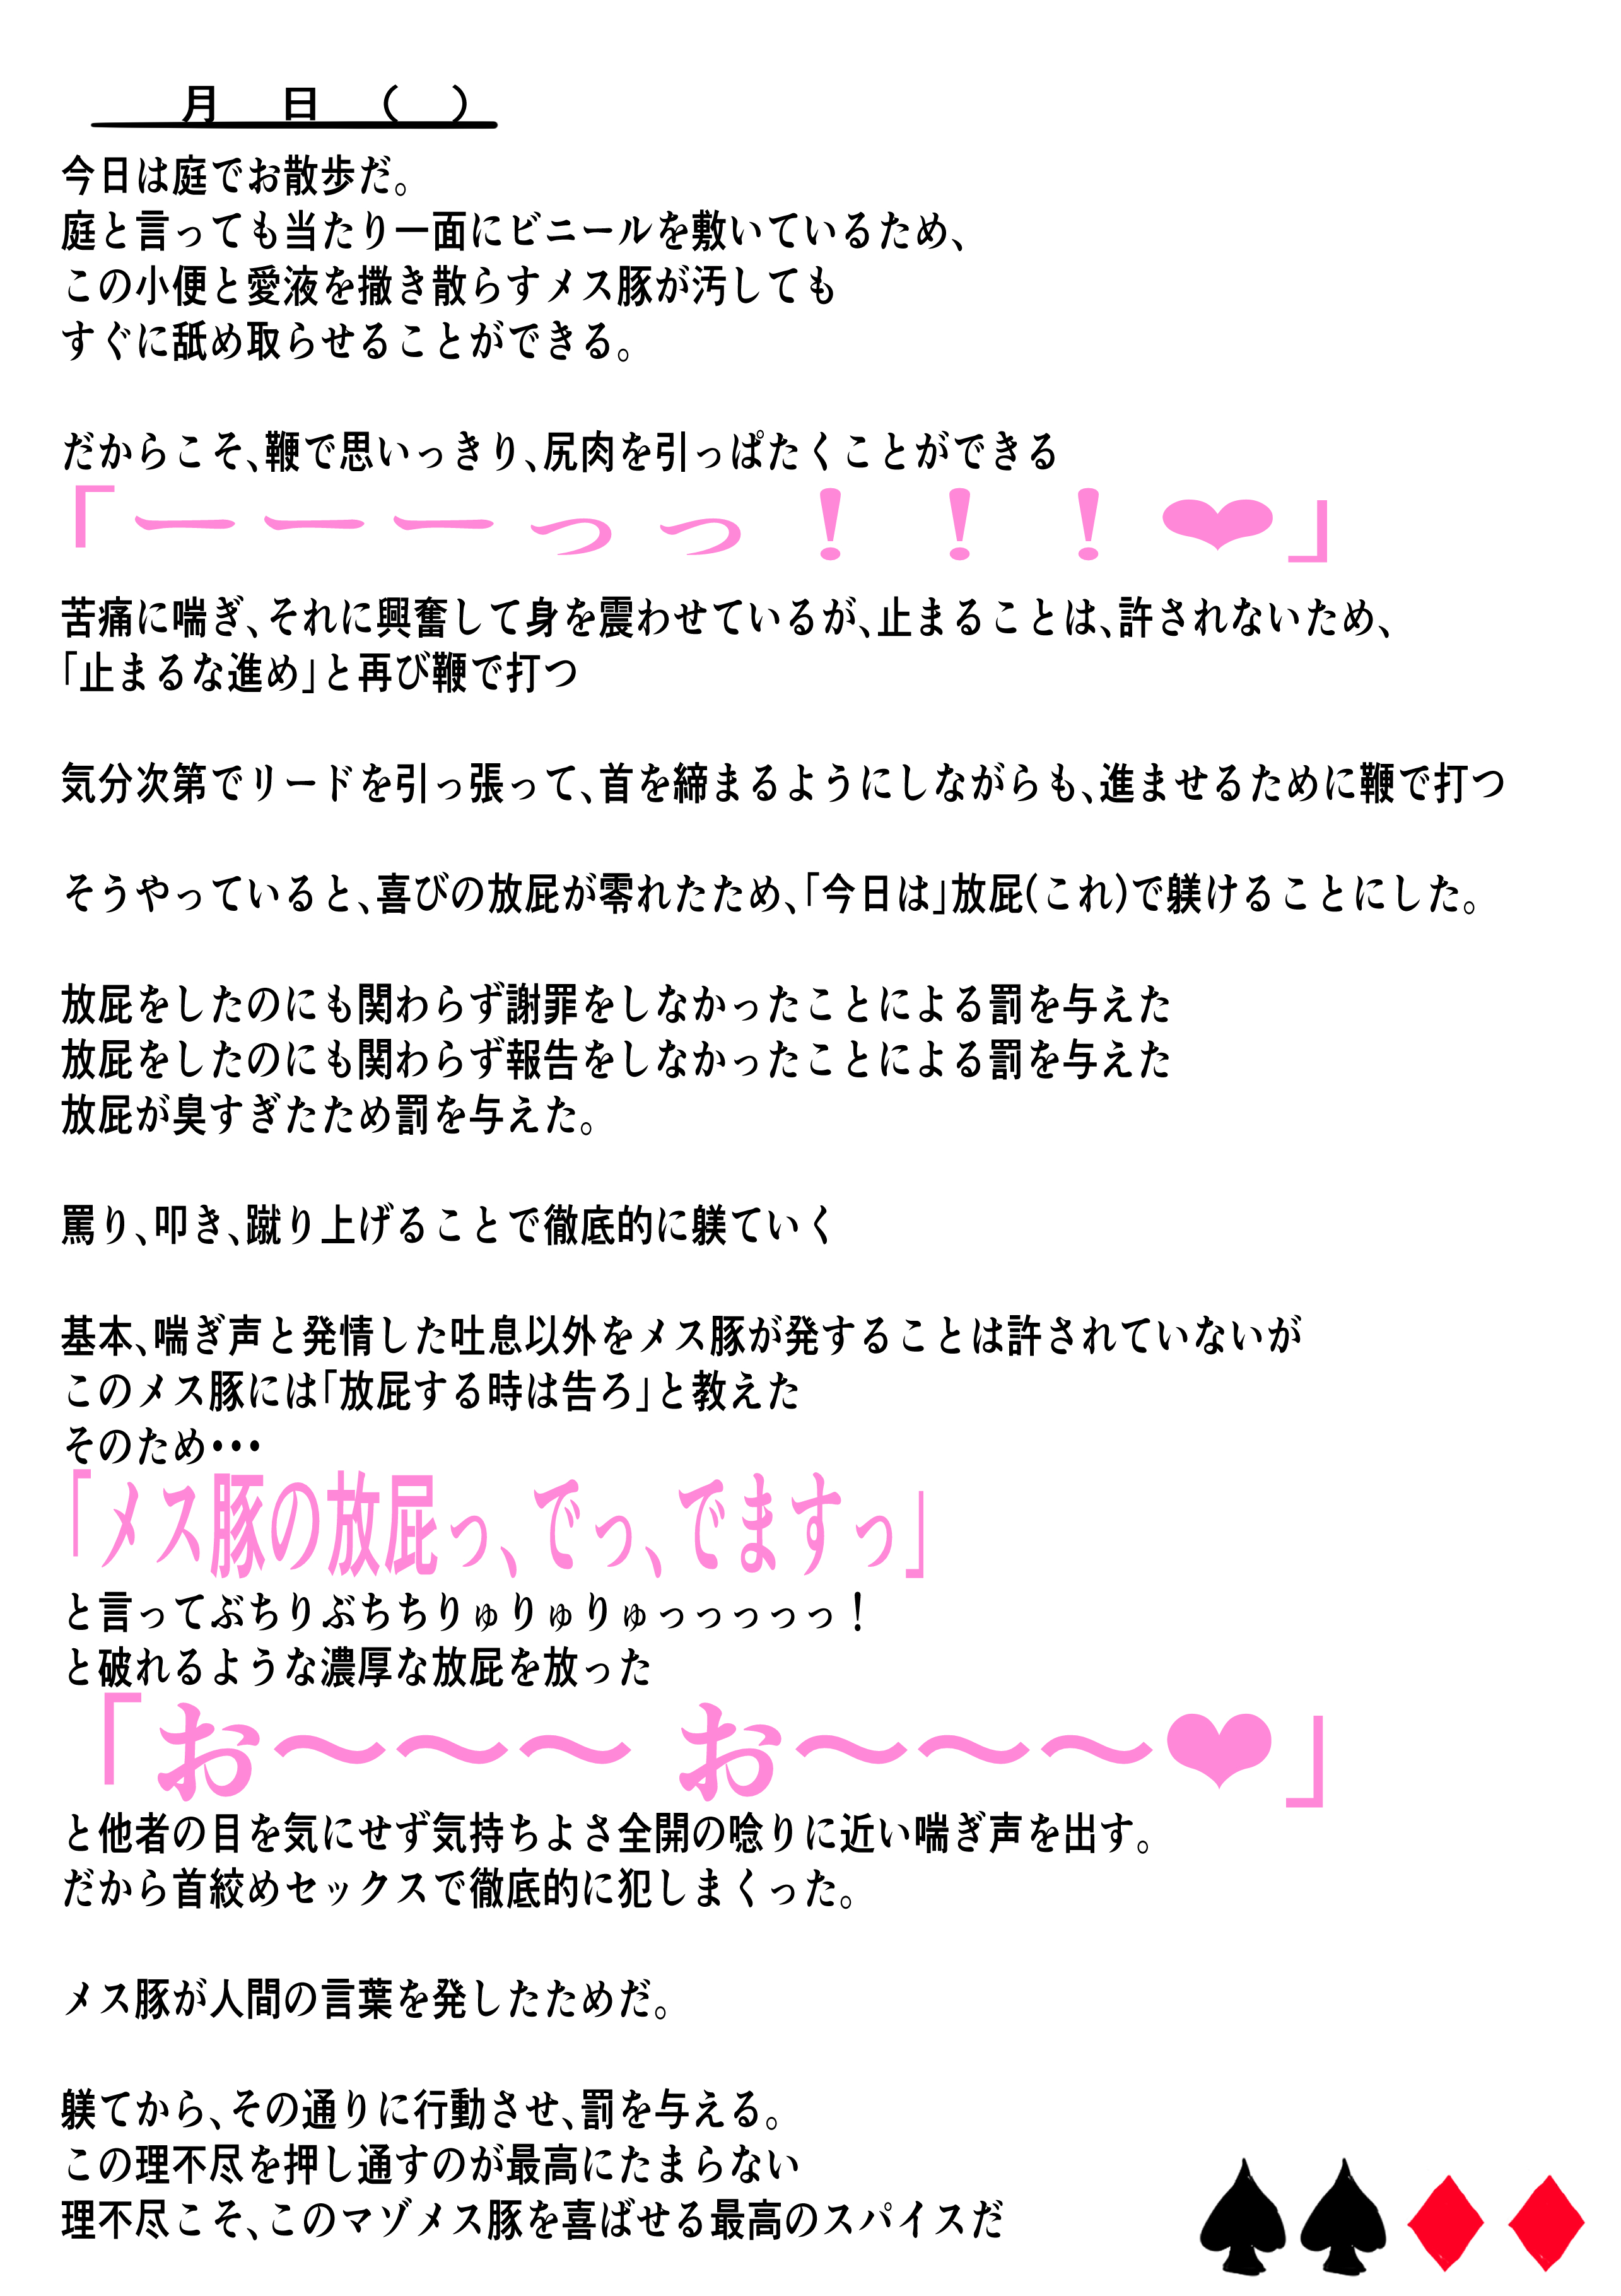 月 日 ( )
今日は庭でお散歩だ。
庭と言っても当たり一面にビニールを敷いているため、
この小便と愛液を撒き散らすメス豚が汚しても
すぐに舐め取らせることができる。
だからこそ、鞭で思いっきり、尻肉を引っぱたくことができる
「ーーーっっ!!!❤」
苦痛に喘ぎ、それに興奮して身を震わせているが、止まることは、許されないため、
「止まるな進め」と再び鞭で打つ
気分次第でリードを引っ張って、首を締まるようにしながらも、進ませるために鞭で打つ
そうやっていると、喜びの放屁が零れたため、「今日は」放屁(これ)で躾けることにした。
放屁をしたのにも関わらず謝罪をしなかったことによる罰を与えた
放屁をしたのにも関わらず報告をしなかったことによる罰を与えた
放屁が臭すぎたため罰を与えた。
罵り、叩き、蹴り上げることで徹底的に躾ていく
基本、喘ぎ声と発情した吐息以外をメス豚が発することは許されていないが
このメス豚には「放屁する時は告ろ」と教えた
そのため・・・
「メス豚の放屁っ、でっ、でますっ」
と言ってぶちりぶちちりゅりゅりゅっっっっっ!
と破れるような濃厚な放屁を放った
「お～～～ お～～～❤」
と他者の目を気にせず気持ちよさ全開の唸りに近い喘ぎ声を出す。
だから首絞めセックスで徹底的に犯しまくった。
メス豚が人間の言葉を発したためだ。
躾てから、その通りに行動させ、罰を与える。
この理不尽を押し通すのが最高にたまらない
理不尽こそ、このマゾメス豚を喜ばせる最高のスパイスだ